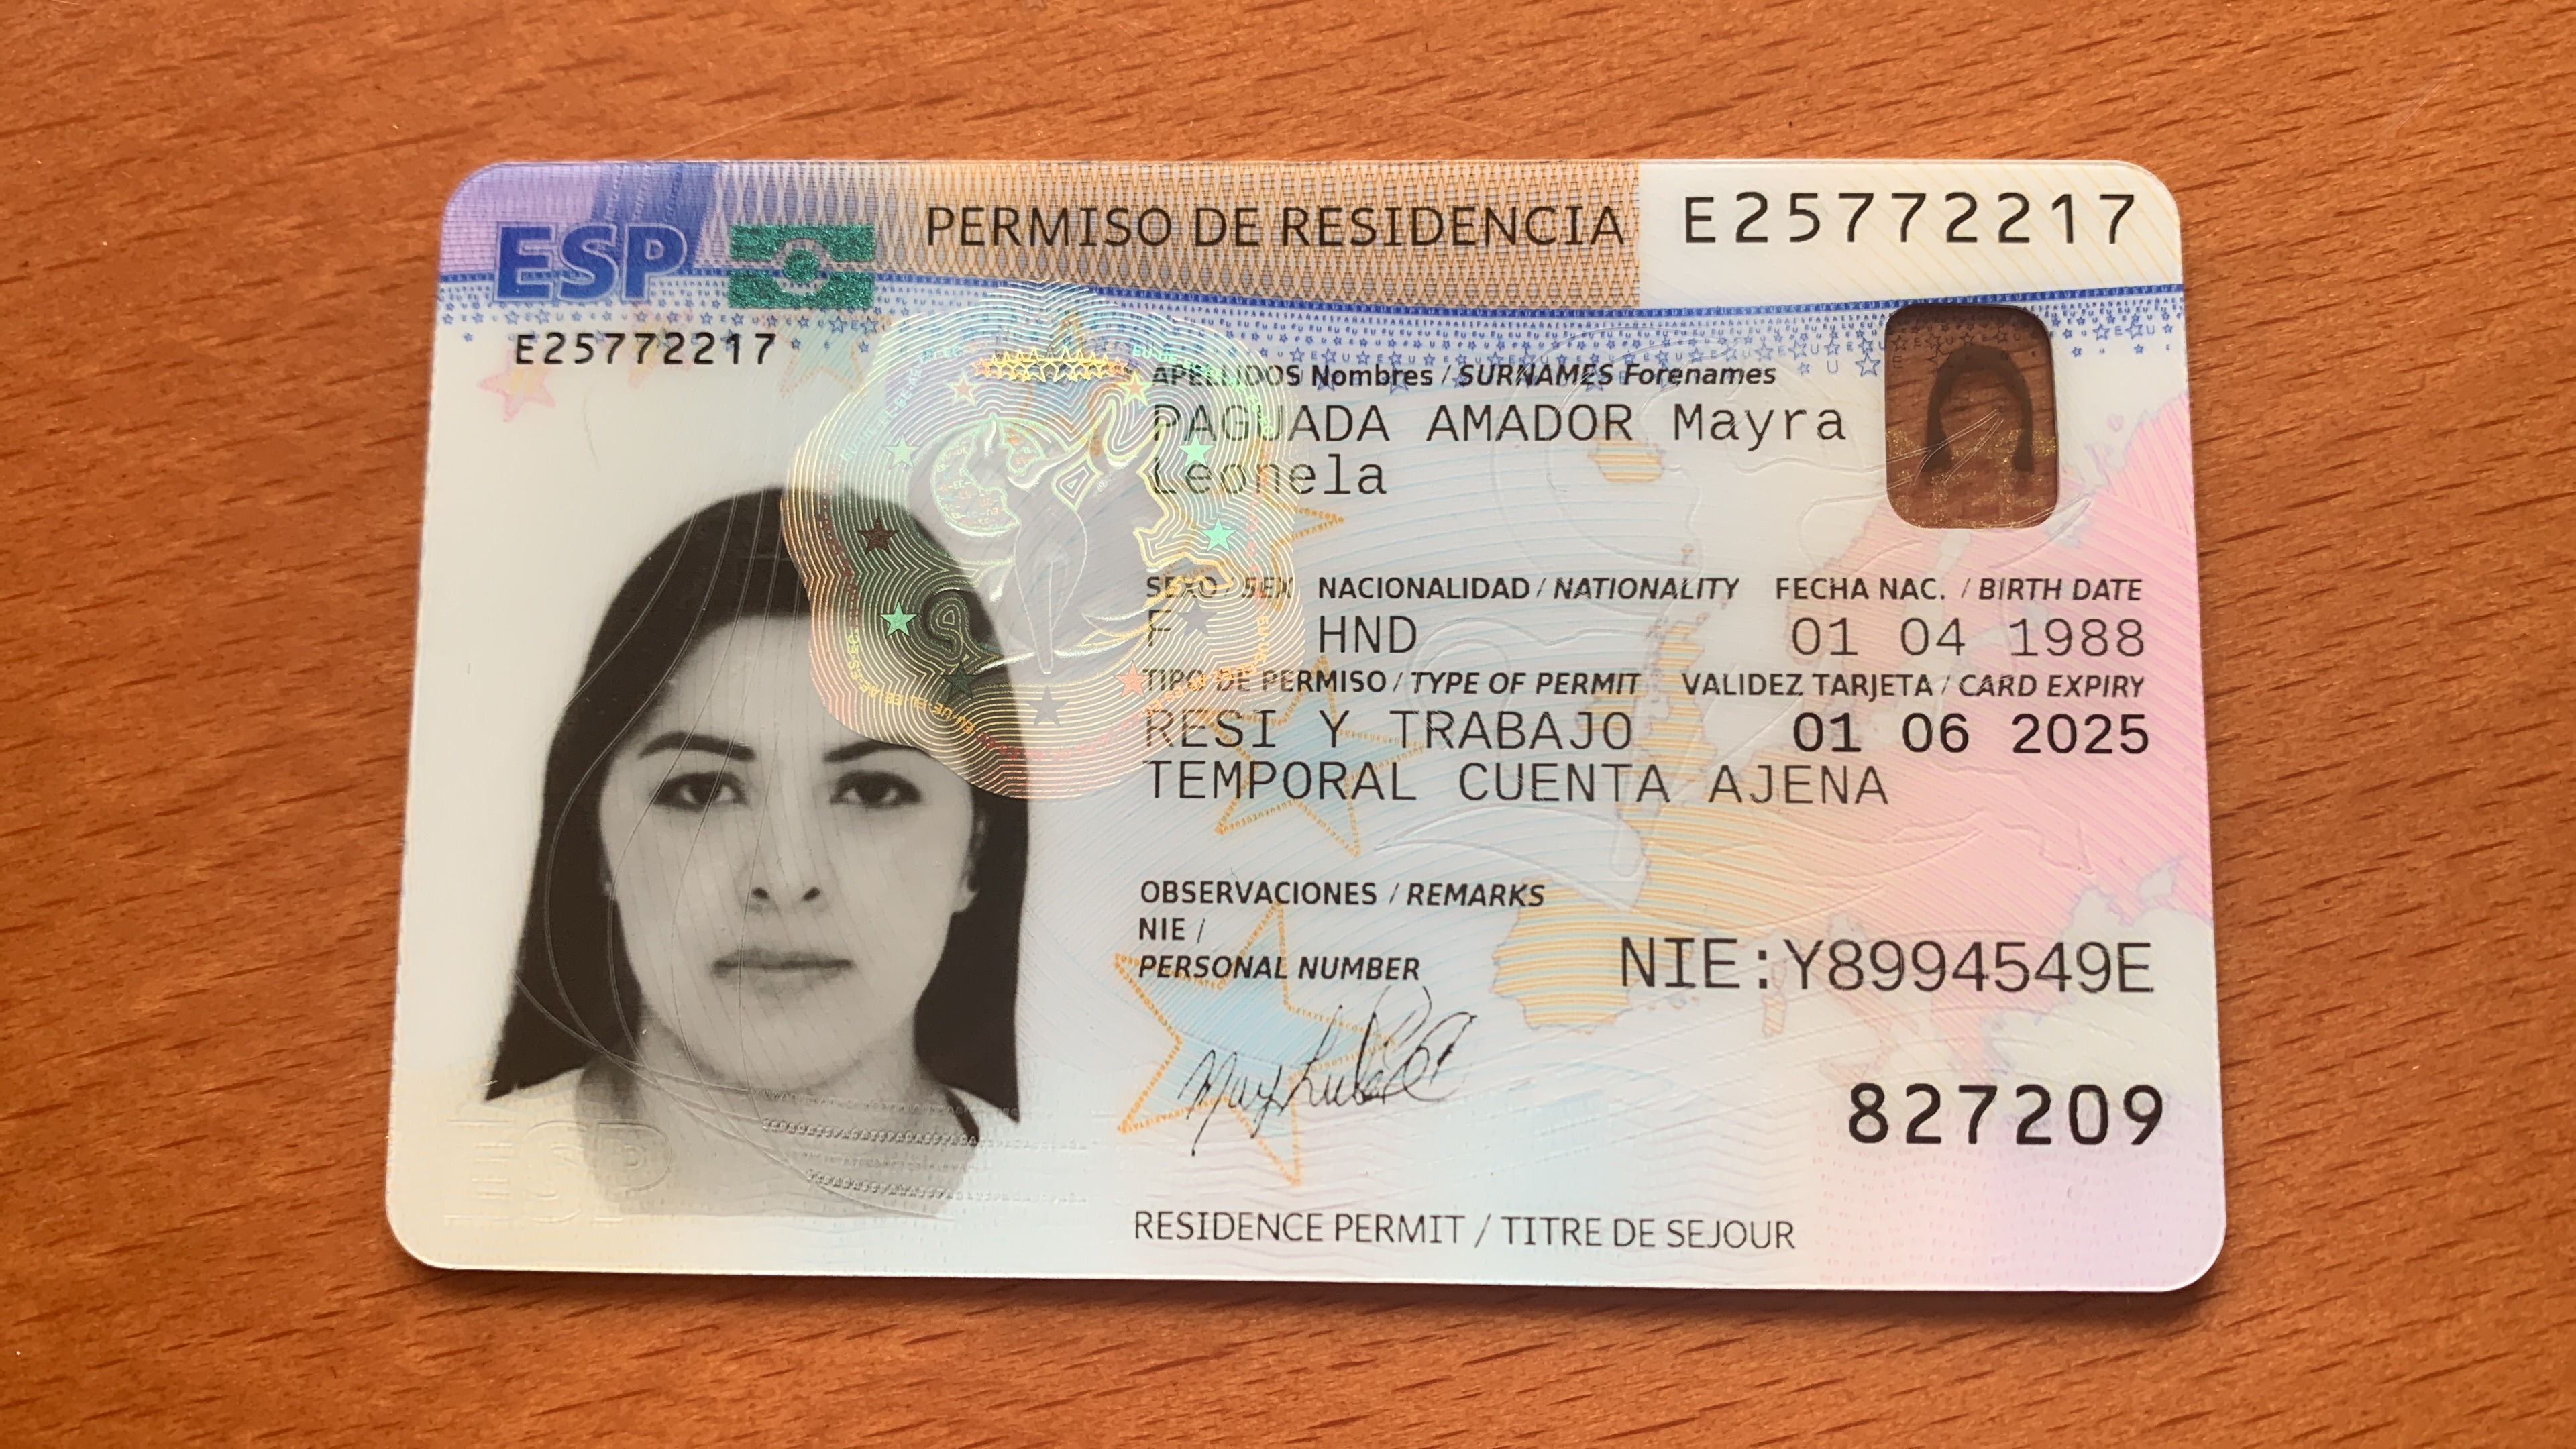 ESP PERMISO DE RESIDENCIA E25772217
E25772217
APELLIDOS Nombres / SURNAMES Forenames
PAGUADA AMADOR Mayra
Leonela
SEXO / SEX NACIONALIDAD / NATIONALITY FECHA NAC. / BIRTH DATE
F HND 01 04 1988
TIPO DE PERMISO / TYPE OF PERMIT VALIDEZ TARJETA / CARD EXPIRY
RESI Y TRABAJO 01 06 2025
TEMPORAL CUENTA AJENA
OBSERVACIONES / REMARKS
NIE /
PERSONAL NUMBER NIE:Y8994549E
827209
RESIDENCE PERMIT / TITRE DE SEJOUR
ESP